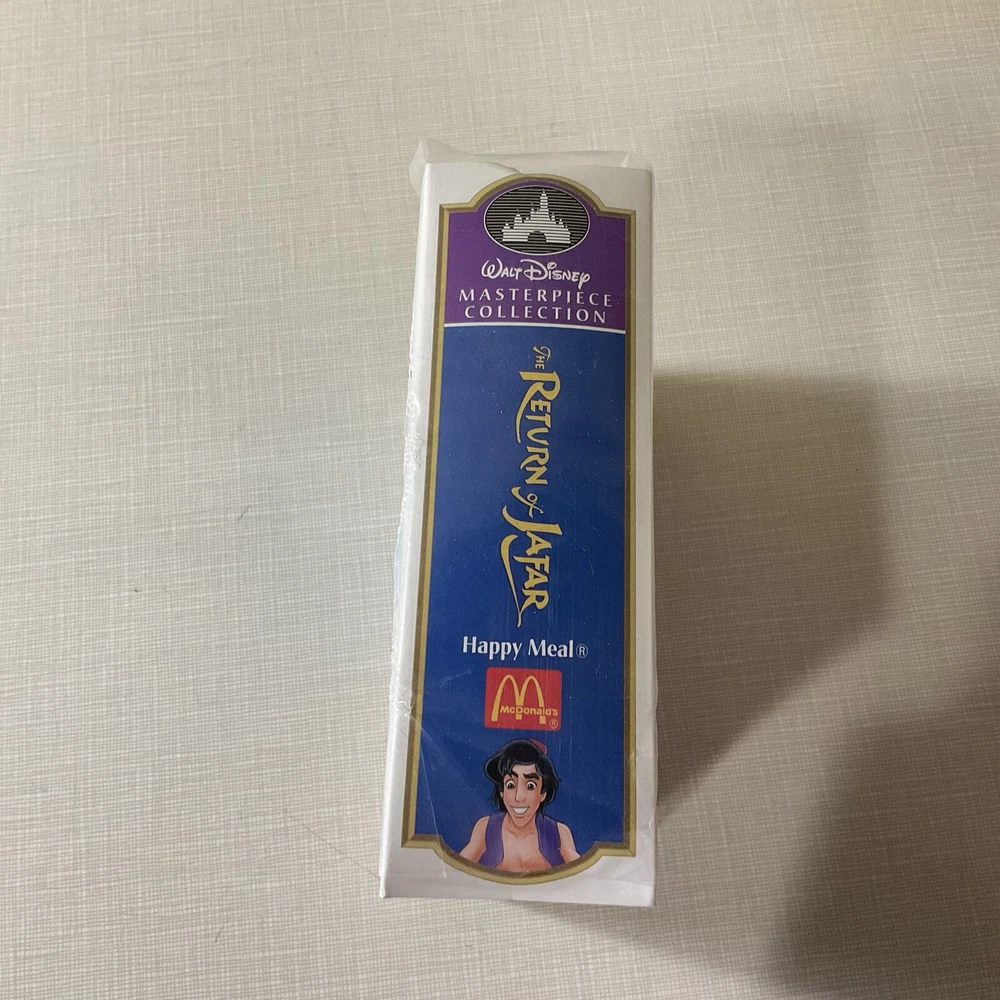 WALT DISNEY
MASTERPIECE
COLLECTION
THE RETURN of JAFAR
Happy Meal®
McDonald's®